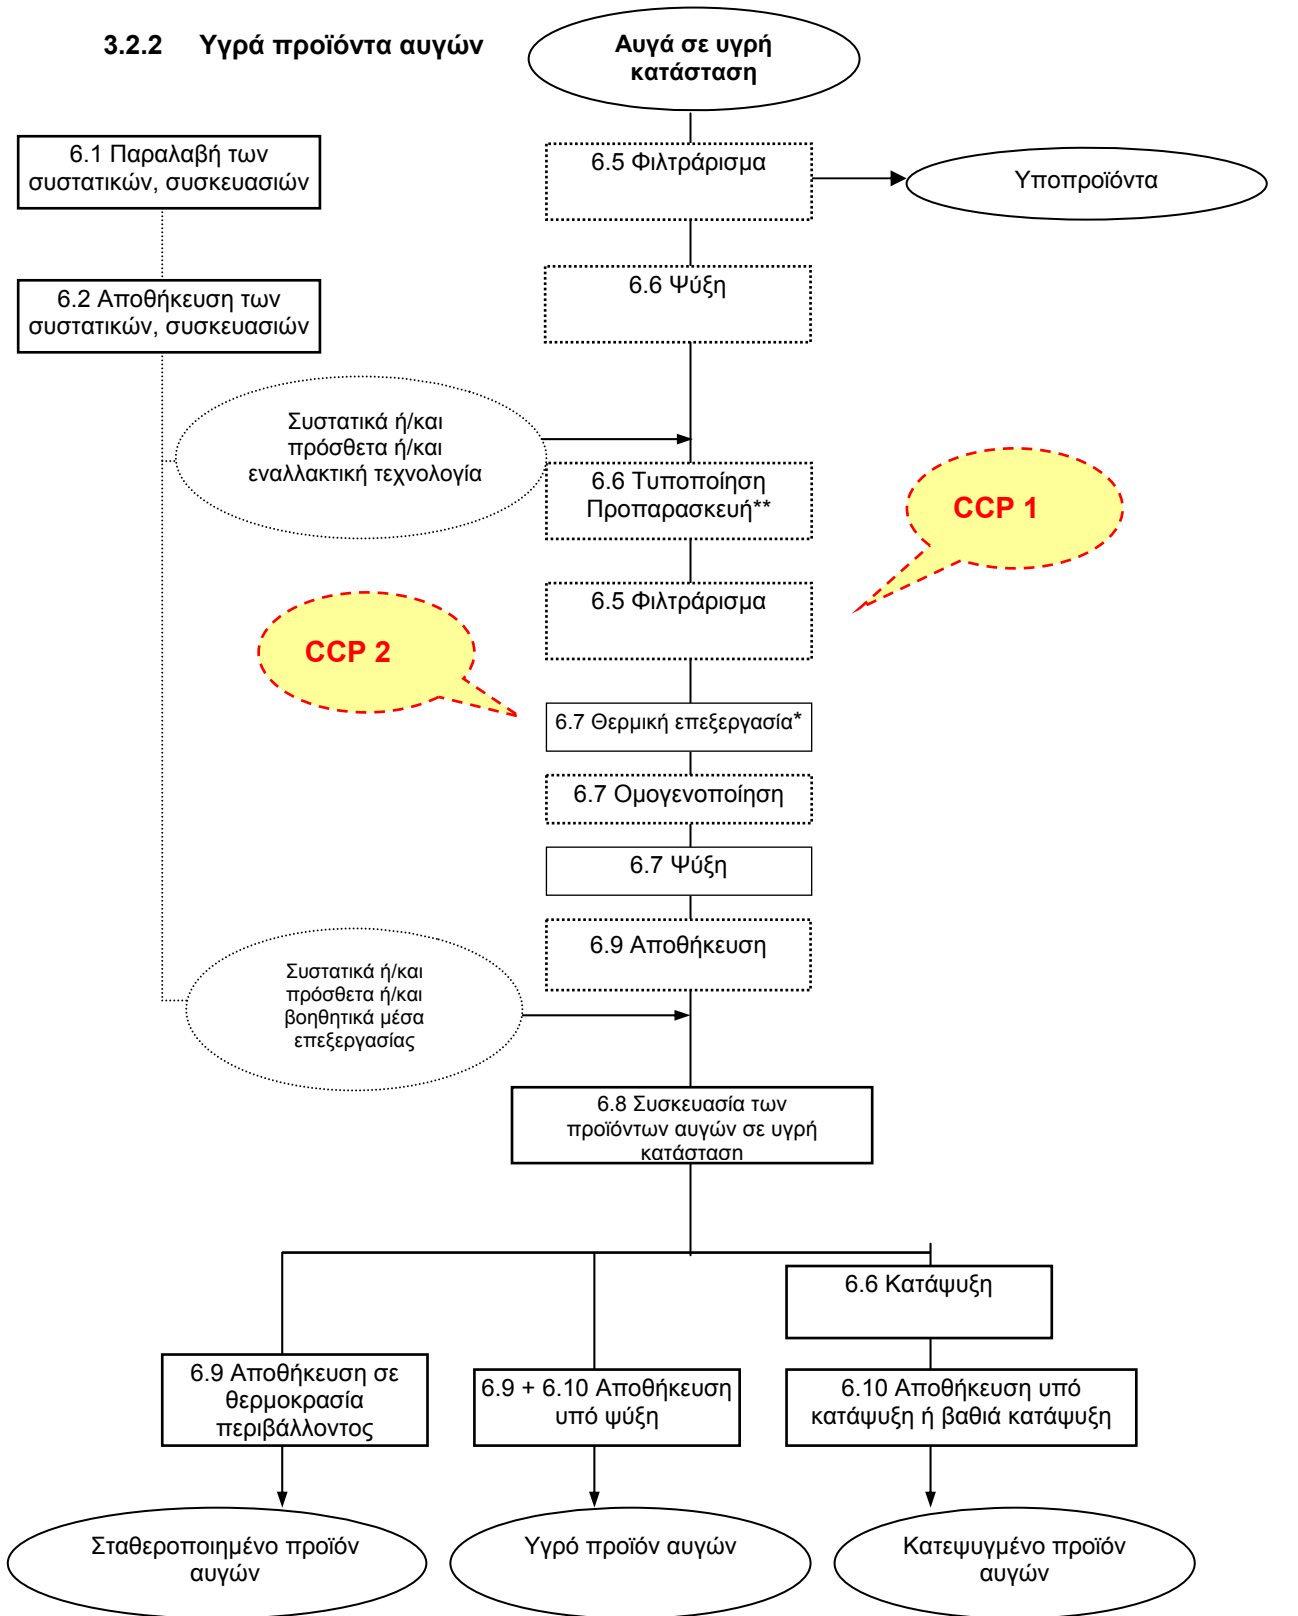 3.2.2 Υγρά προϊόντα αυγών
Αυγά σε υγρή
κατάσταση
6.1 Παραλαβή των
συστατικών, συσκευασιών
6.5 Φιλτράρισμα
Υποπροϊόντα
6.2 Αποθήκευση των
συστατικών, συσκευασιών
6.6 Ψύξη
Συστατικά ή/και
πρόσθετα ή/και
εναλλακτική τεχνολογία
6.6 Τυποποίηση
Προπαρασκευή**
CCP 1
6.5 Φιλτράρισμα
CCP 2
6.7 Θερμική επεξεργασία*
6.7 Ομογενοποίηση
6.7 Ψύξη
6.9 Αποθήκευση
Συστατικά ή/και
πρόσθετα ή/και
βοηθητικά μέσα
επεξεργασίας
6.8 Συσκευασία των
προϊόντων αυγών σε υγρή
κατάσταση
6.6 Κατάψυξη
6.9 Αποθήκευση σε
θερμοκρασία
περιβάλλοντος
6.9 + 6.10 Αποθήκευση
υπό ψύξη
6.10 Αποθήκευση υπό
κατάψυξη ή βαθιά κατάψυξη
Σταθεροποιημένο προϊόν
αυγών
Υγρό προϊόν αυγών
Κατεψυγμένο προϊόν
αυγών